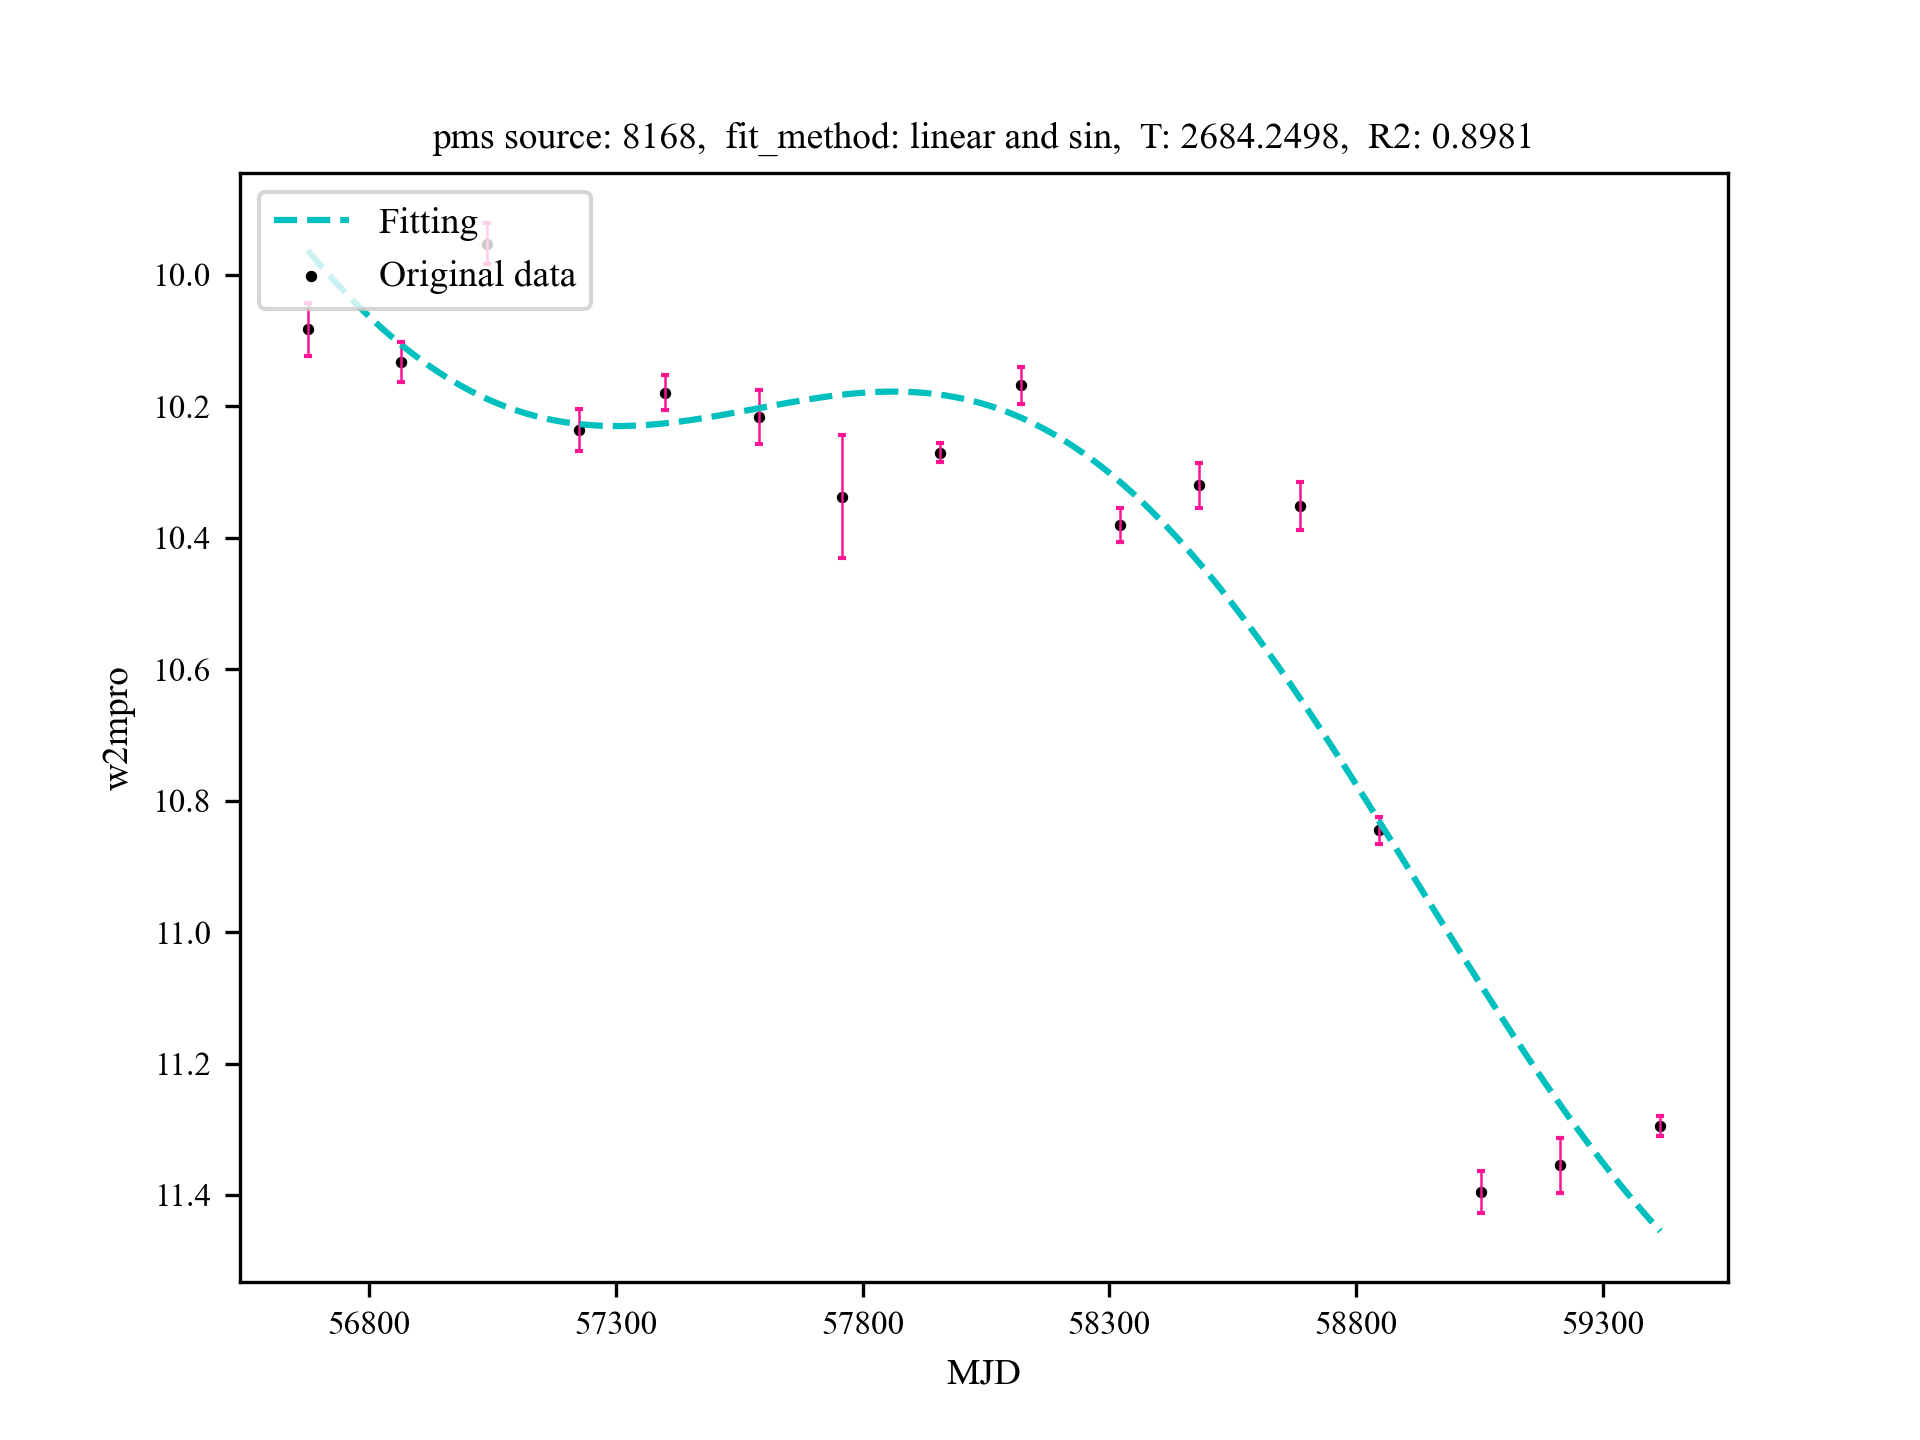 pms source: 8168, fit_method: linear and sin, T: 2684.2498, R2: 0.8981
Fitting
Original data
10.0
10.2
10.4
10.6
10.8
11.0
11.2
11.4
w2mpro
56800 57300 57800 58300 58800 59300
MJD